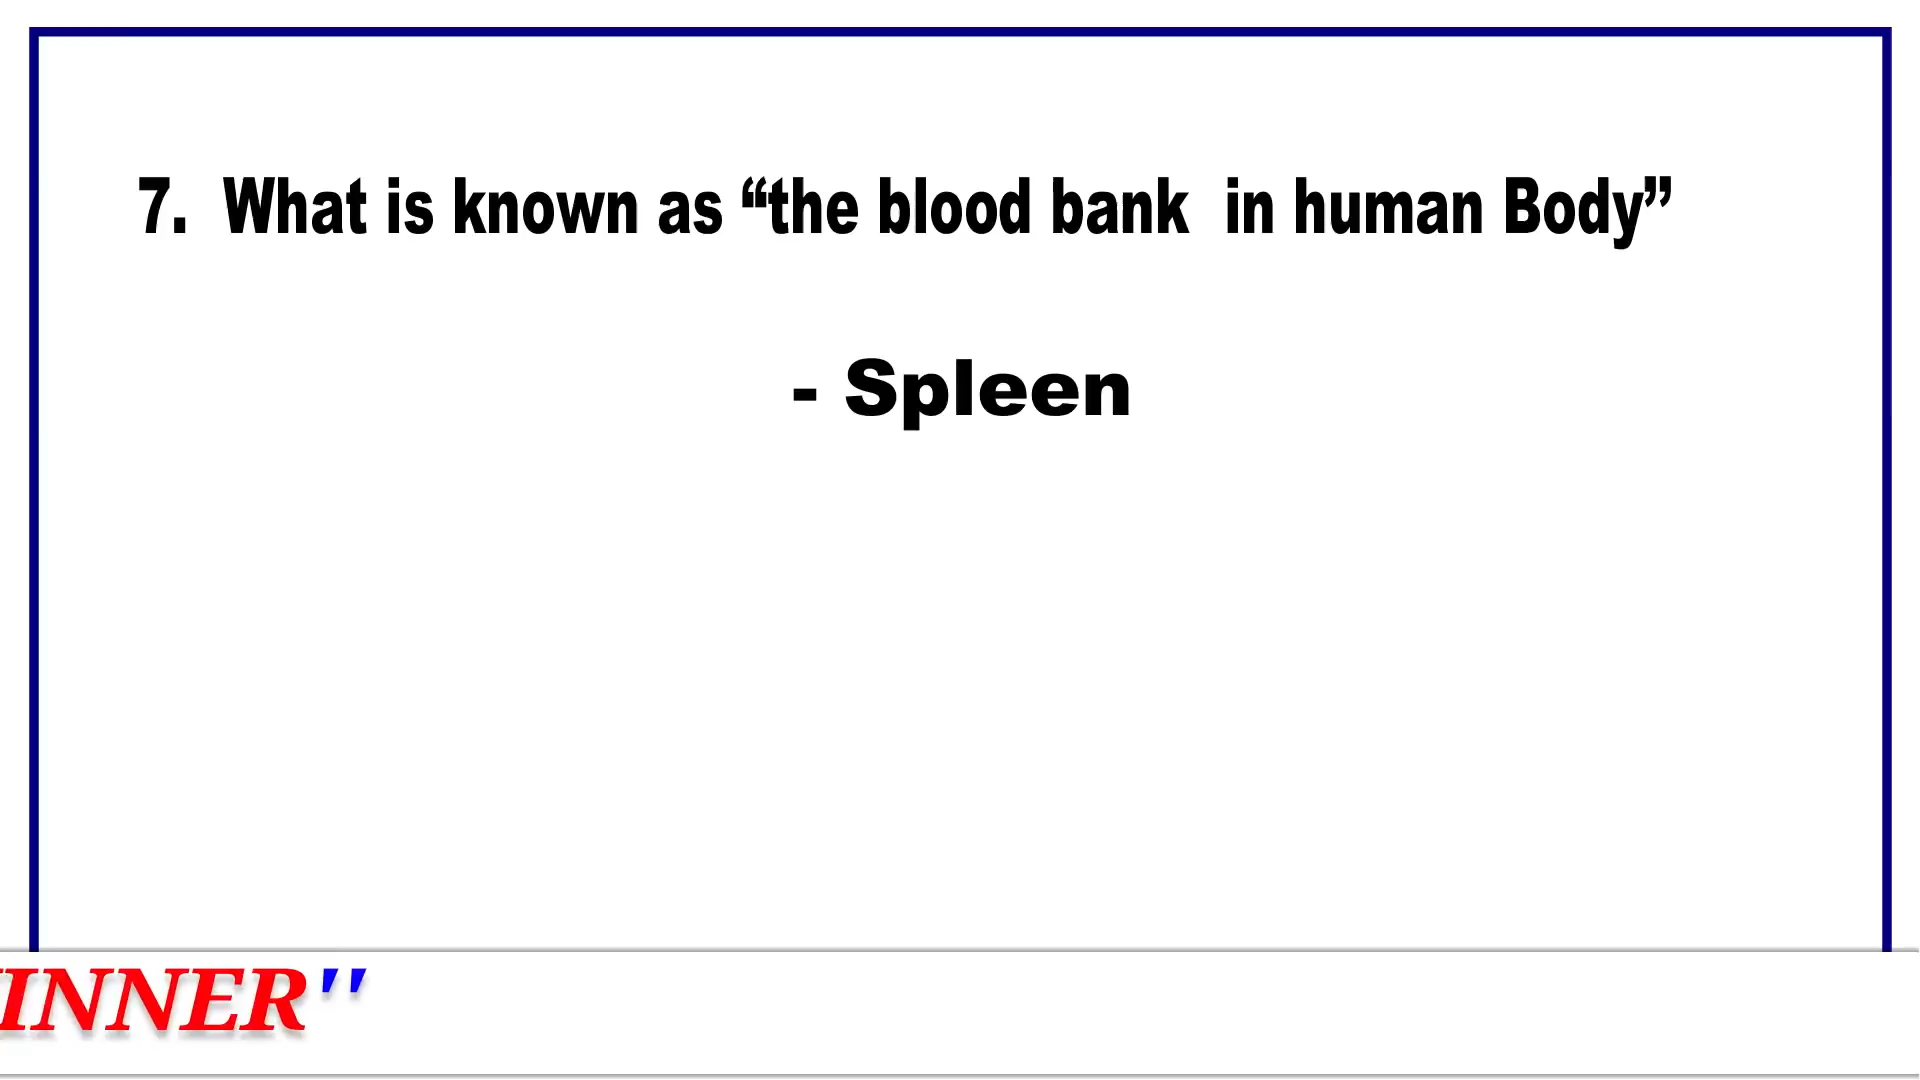 7. What is known as “the blood bank in human Body”
- Spleen
INNER''